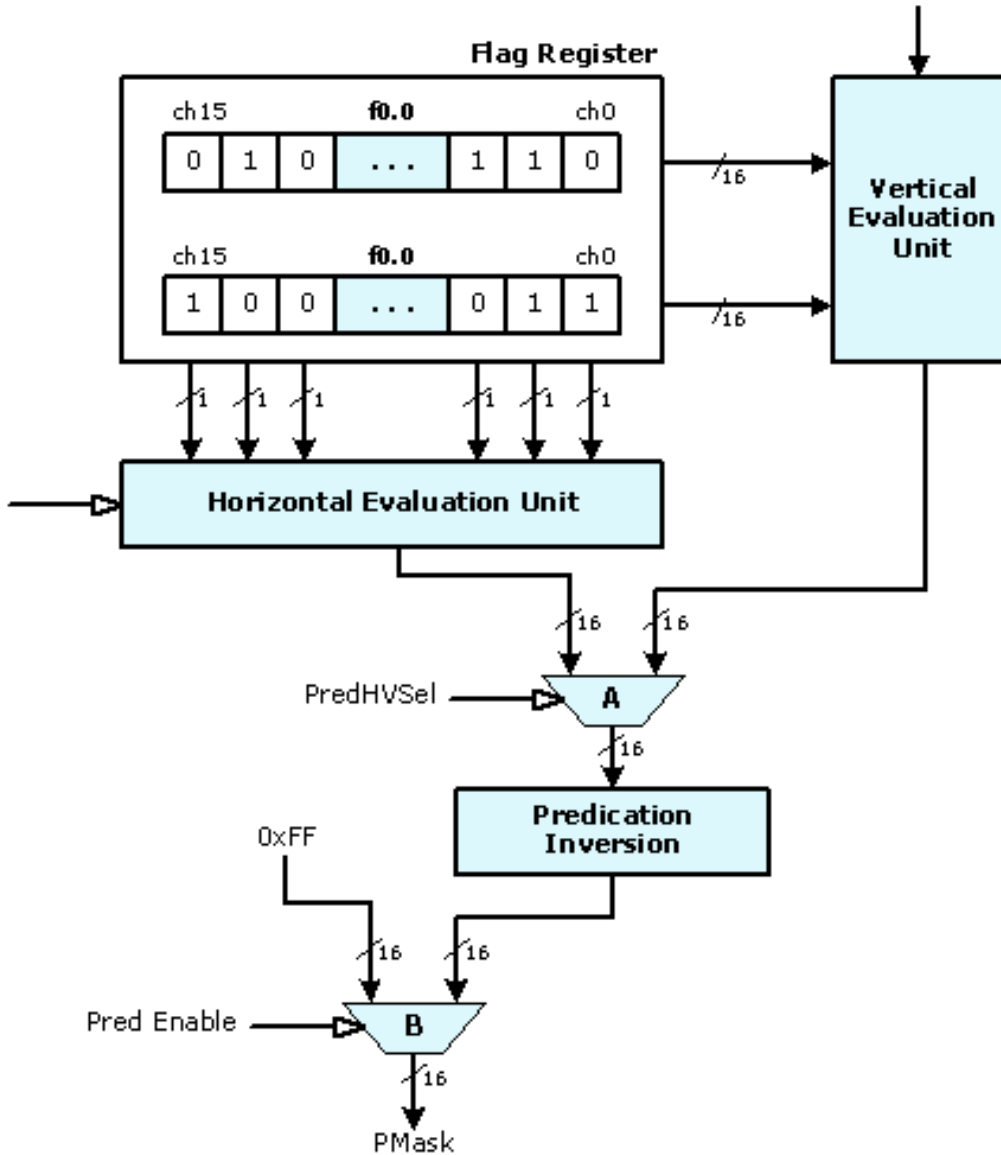 Flag Register
ch15 f0.0 ch0
0 1 0 ... 1 1 0
16
Vertical
Evaluation
Unit
ch15 f0.0 ch0
1 0 0 ... 0 1 1
16
1 1 1 1 1 1
Horizontal Evaluation Unit
16 16
PredHVSel
A
16
Predication
Inversion
0xFF
16 16
Pred Enable
B
16
PMask